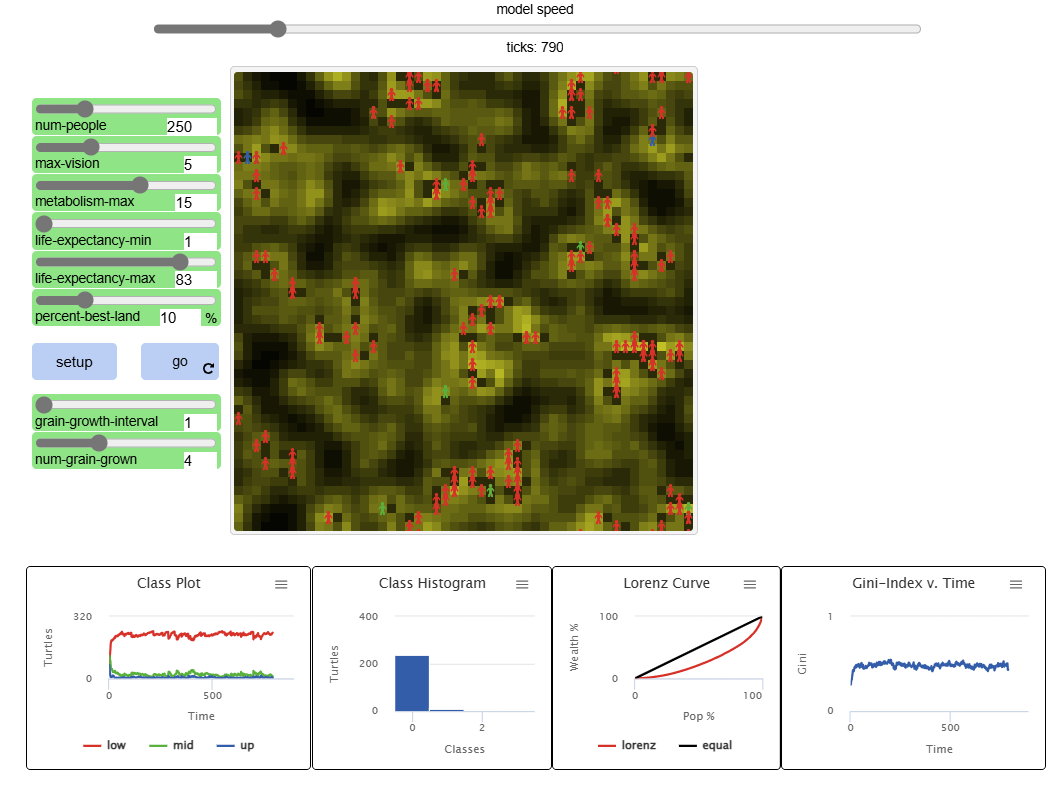 model speed
ticks: 790
num-people 250
max-vision 5
metabolism-max 15
life-expectancy-min 1
life-expectancy-max 83
percent-best-land 10 %
setup go
grain-growth-interval 1
num-grain-grown 4
Class Plot
320
0
Turtles
0 500
Time
low mid up
Class Histogram
400
200
0
Turtles
0 2
Classes
Lorenz Curve
100
0
Wealth %
0 100
Pop %
lorenz equal
Gini-Index v. Time
1
0
Gini
0 500
Time